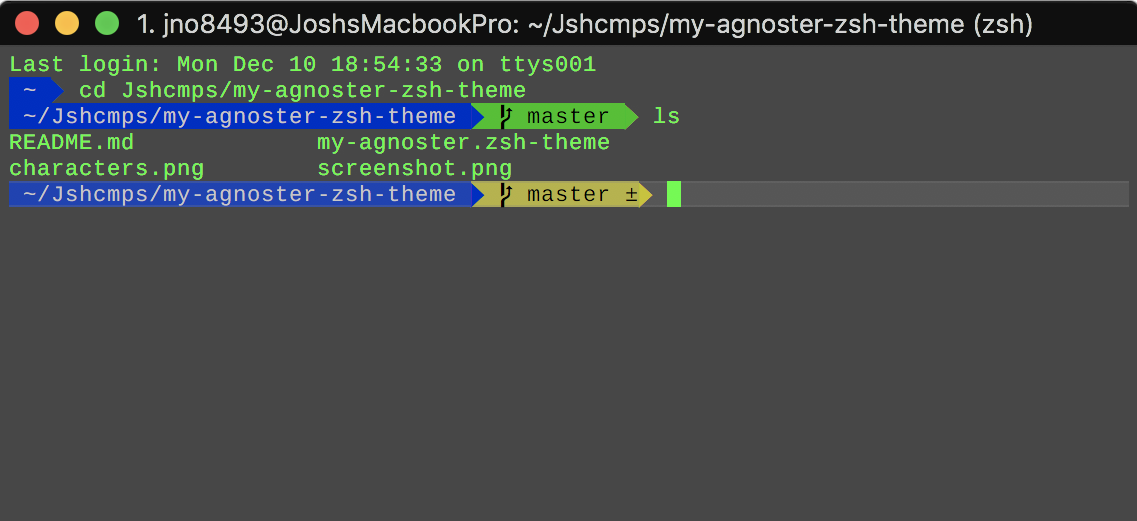 1. jno8493@JoshsMacbookPro: ~/Jshcmps/my-agnoster-zsh-theme (zsh)
Last login: Mon Dec 10 18:54:33 on ttys001
~ cd Jshcmps/my-agnoster-zsh-theme
~/Jshcmps/my-agnoster-zsh-theme master ls
README.md my-agnoster.zsh-theme
characters.png screenshot.png
~/Jshcmps/my-agnoster-zsh-theme master ±